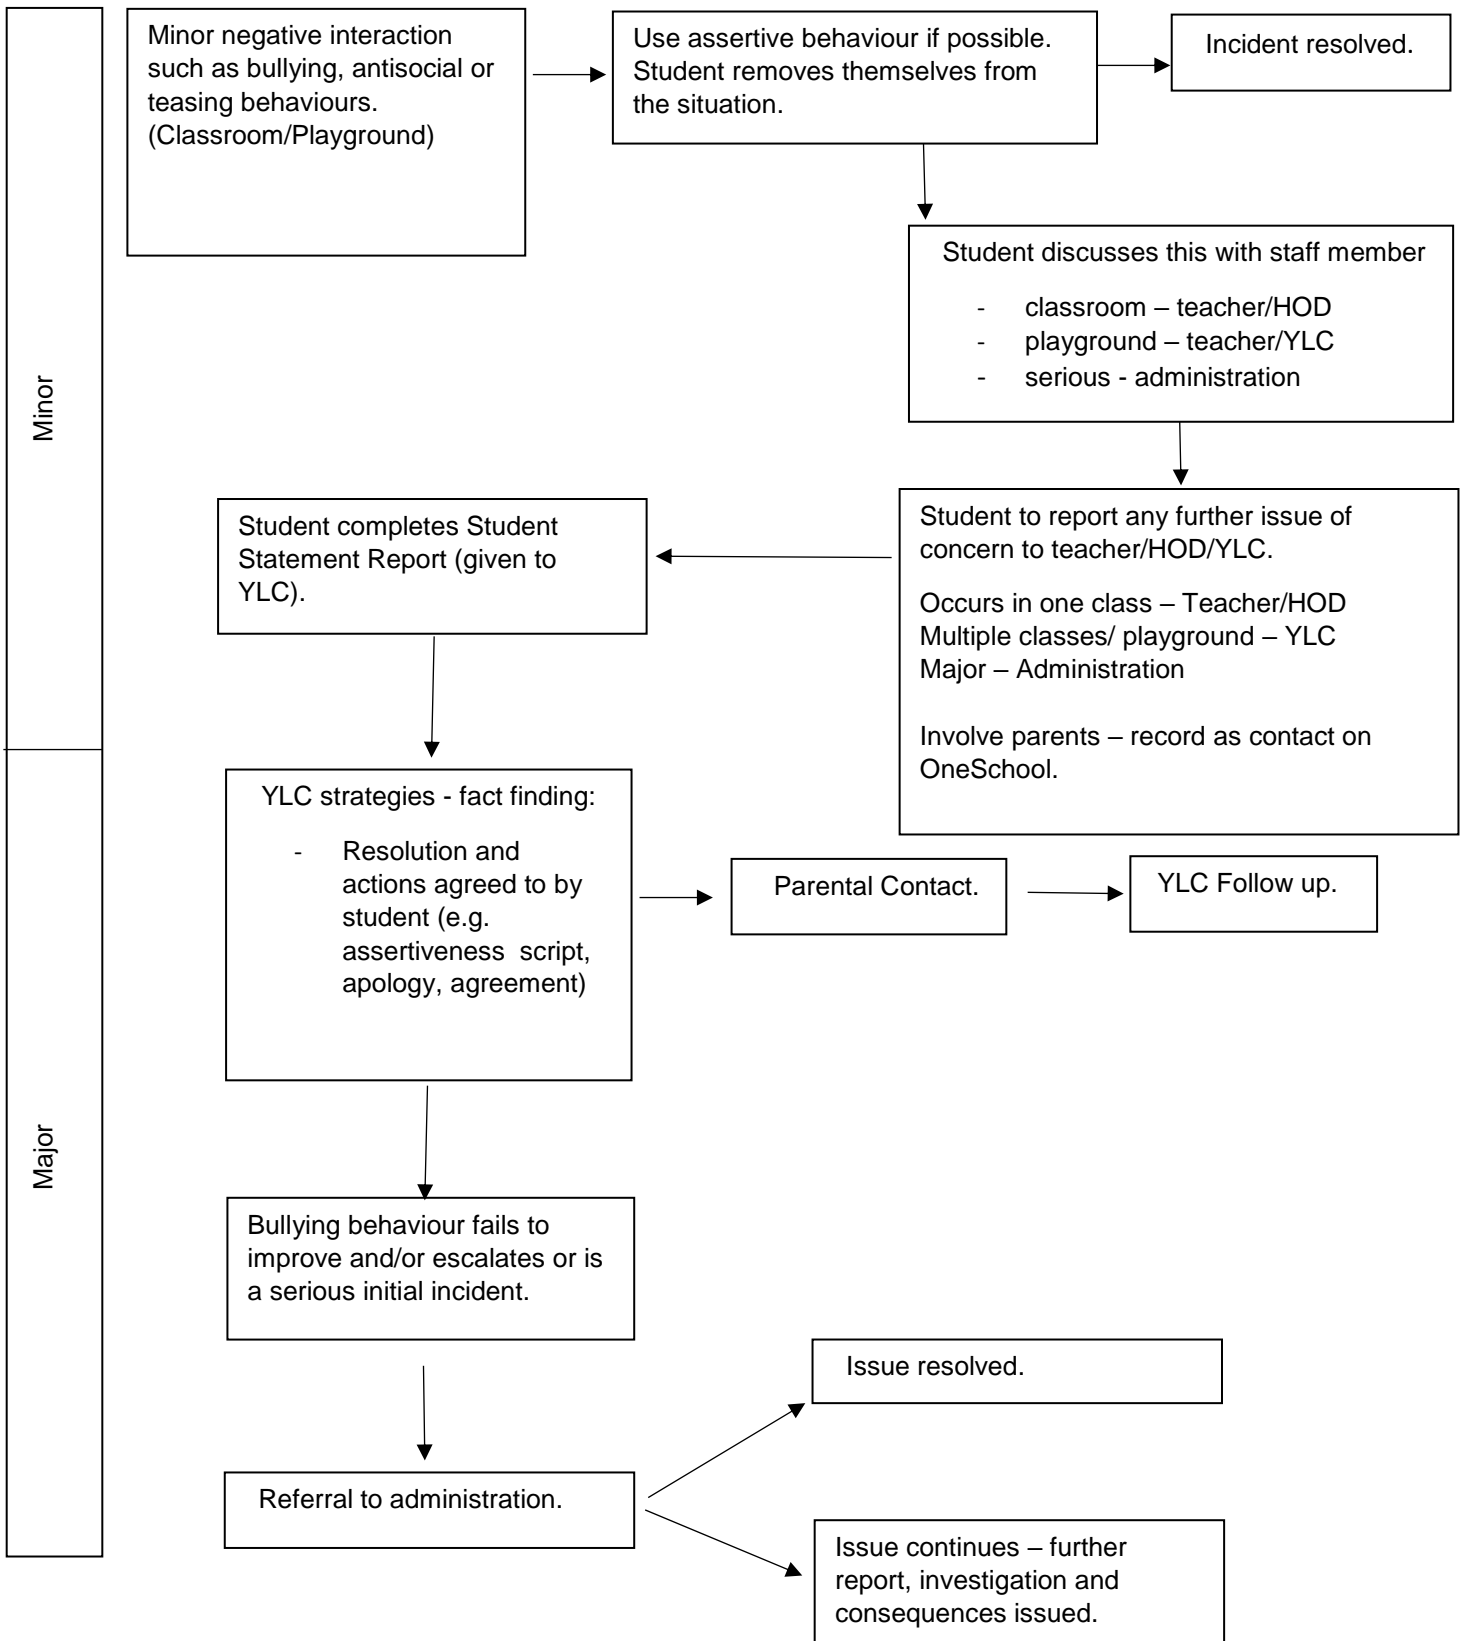 Minor negative interaction
such as bullying, antisocial or
teasing behaviours.
(Classroom/Playground)
Use assertive behaviour if possible.
Student removes themselves from
the situation.
Incident resolved.
Student discusses this with staff member
- classroom – teacher/HOD
- playground – teacher/YLC
- serious - administration
Minor
Student to report any further issue of
concern to teacher/HOD/YLC.
Occurs in one class – Teacher/HOD
Multiple classes/ playground – YLC
Major – Administration
Involve parents – record as contact on
OneSchool.
Student completes Student
Statement Report (given to
YLC).
YLC strategies - fact finding:
- Resolution and
actions agreed to by
student (e.g.
assertiveness script,
apology, agreement)
Parental Contact.
YLC Follow up.
Major
Bullying behaviour fails to
improve and/or escalates or is
a serious initial incident.
Referral to administration.
Issue resolved.
Issue continues – further
report, investigation and
consequences issued.